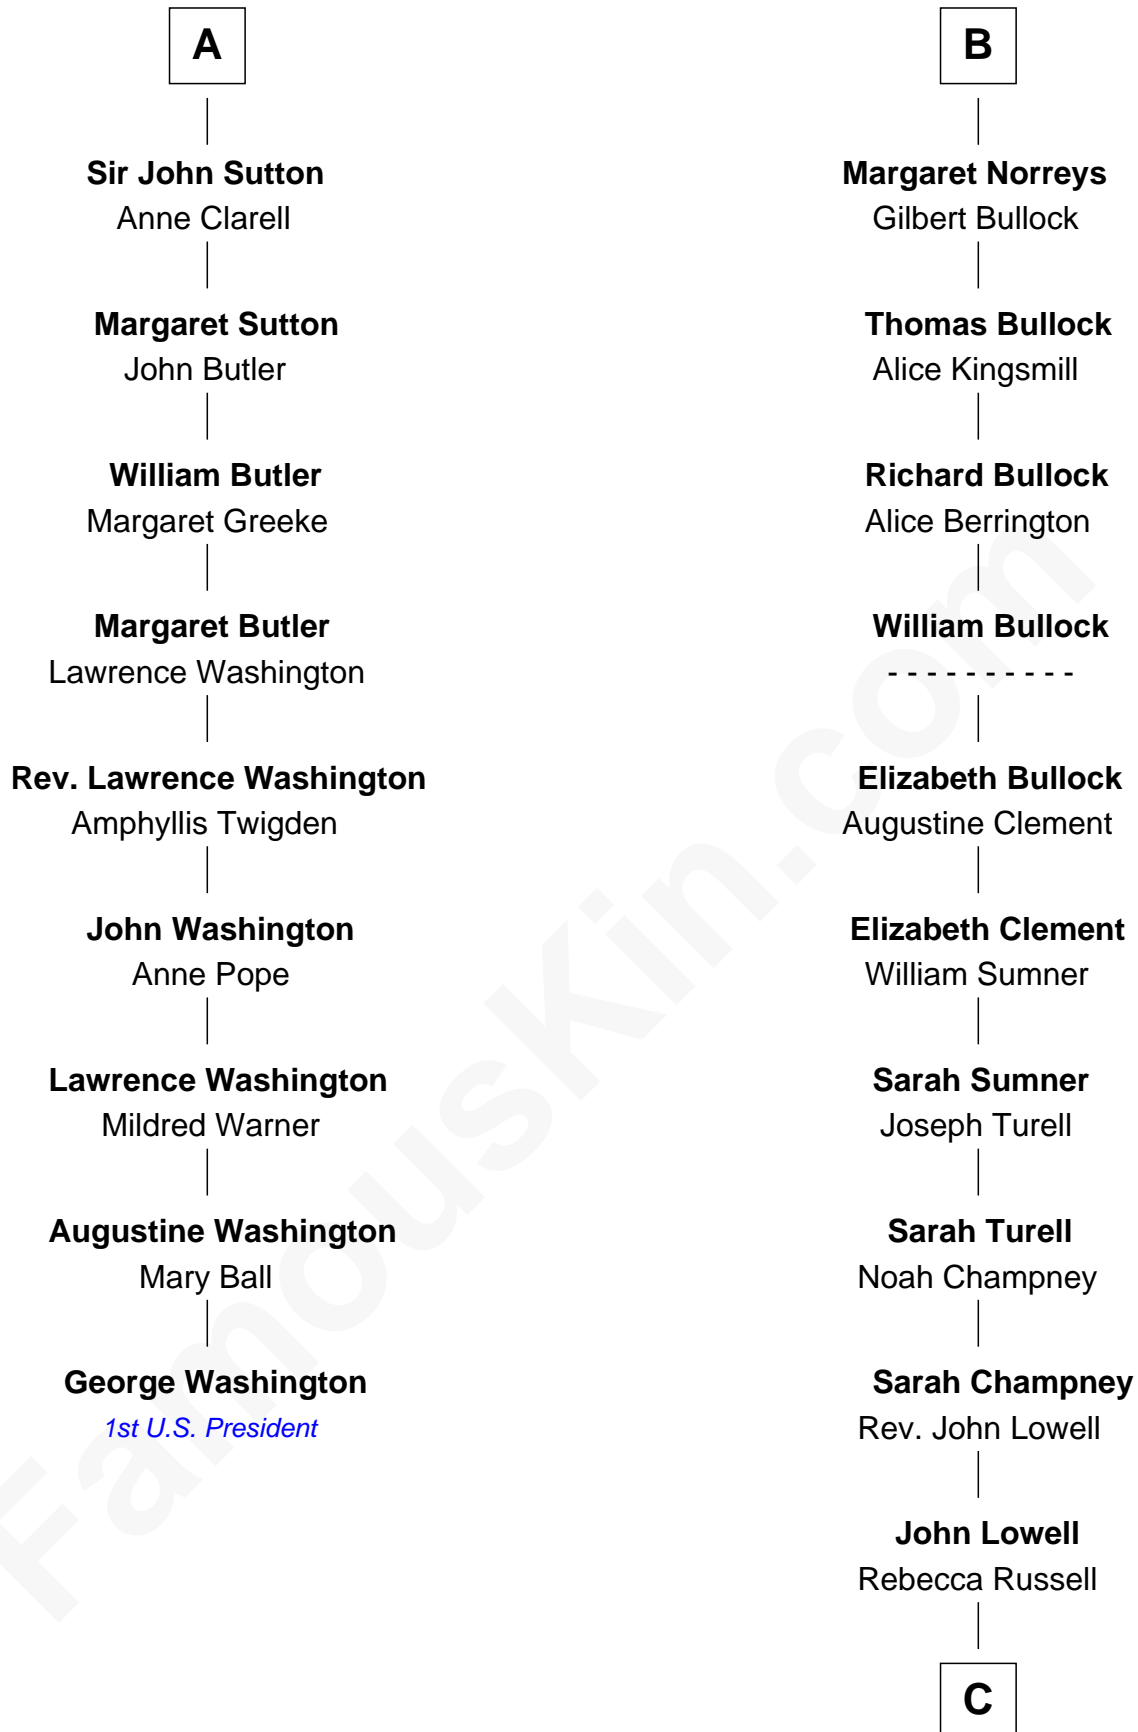 A
Sir John Sutton
Anne Clarell
Margaret Sutton
John Butler
William Butler
Margaret Greeke
Margaret Butler
Lawrence Washington
Rev. Lawrence Washington
Amphyllis Twigden
John Washington
Anne Pope
Lawrence Washington
Mildred Warner
Augustine Washington
Mary Ball
George Washington
1st U.S. President
B
Margaret Norreys
Gilbert Bullock
Thomas Bullock
Alice Kingsmill
Richard Bullock
Alice Berrington
William Bullock
- - - - - - - - - -
Elizabeth Bullock
Augustine Clement
Elizabeth Clement
William Sumner
Sarah Sumner
Joseph Turell
Sarah Turell
Noah Champney
Sarah Champney
Rev. John Lowell
John Lowell
Rebecca Russell
C
FamousKin.com